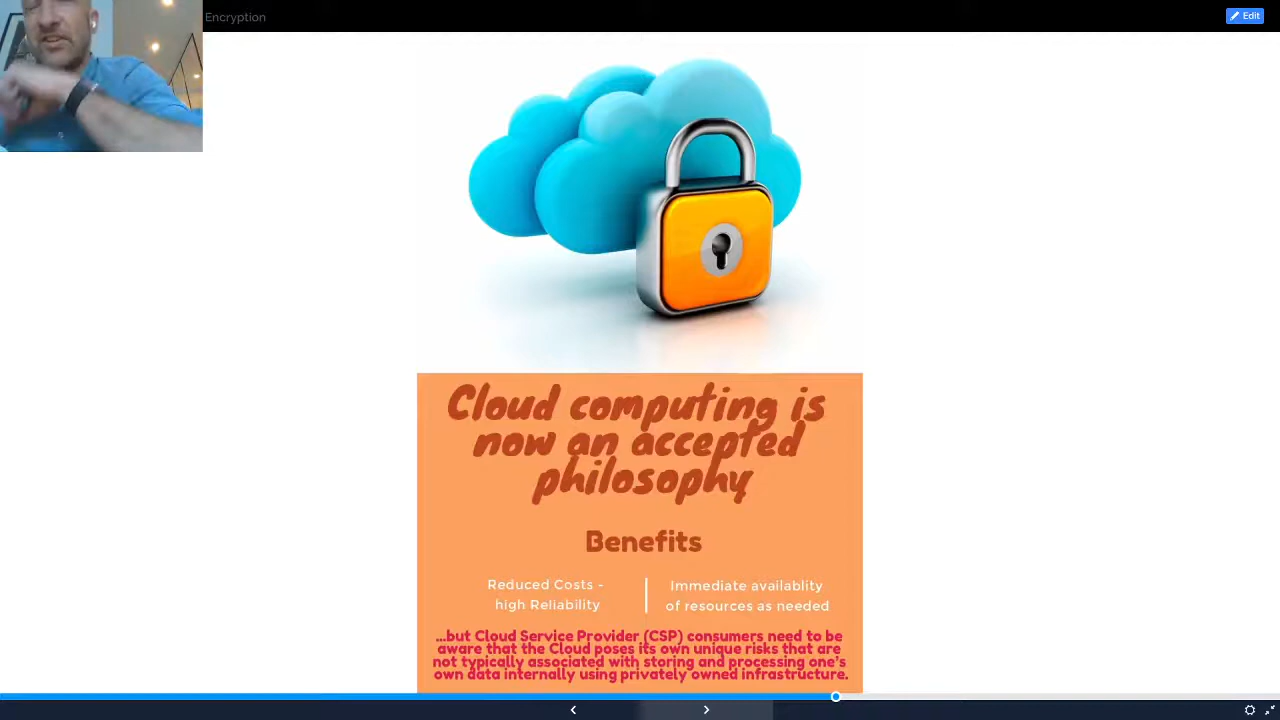 Encryption
Edit
Cloud computing is
now an accepted
philosophy
Benefits
Reduced Costs -
high Reliability
Immediate availablity
of resources as needed
...but Cloud Service Provider (CSP) consumers need to be
aware that the Cloud poses its own unique risks that are
not typically associated with storing and processing one's
own data internally using privately owned infrastructure.